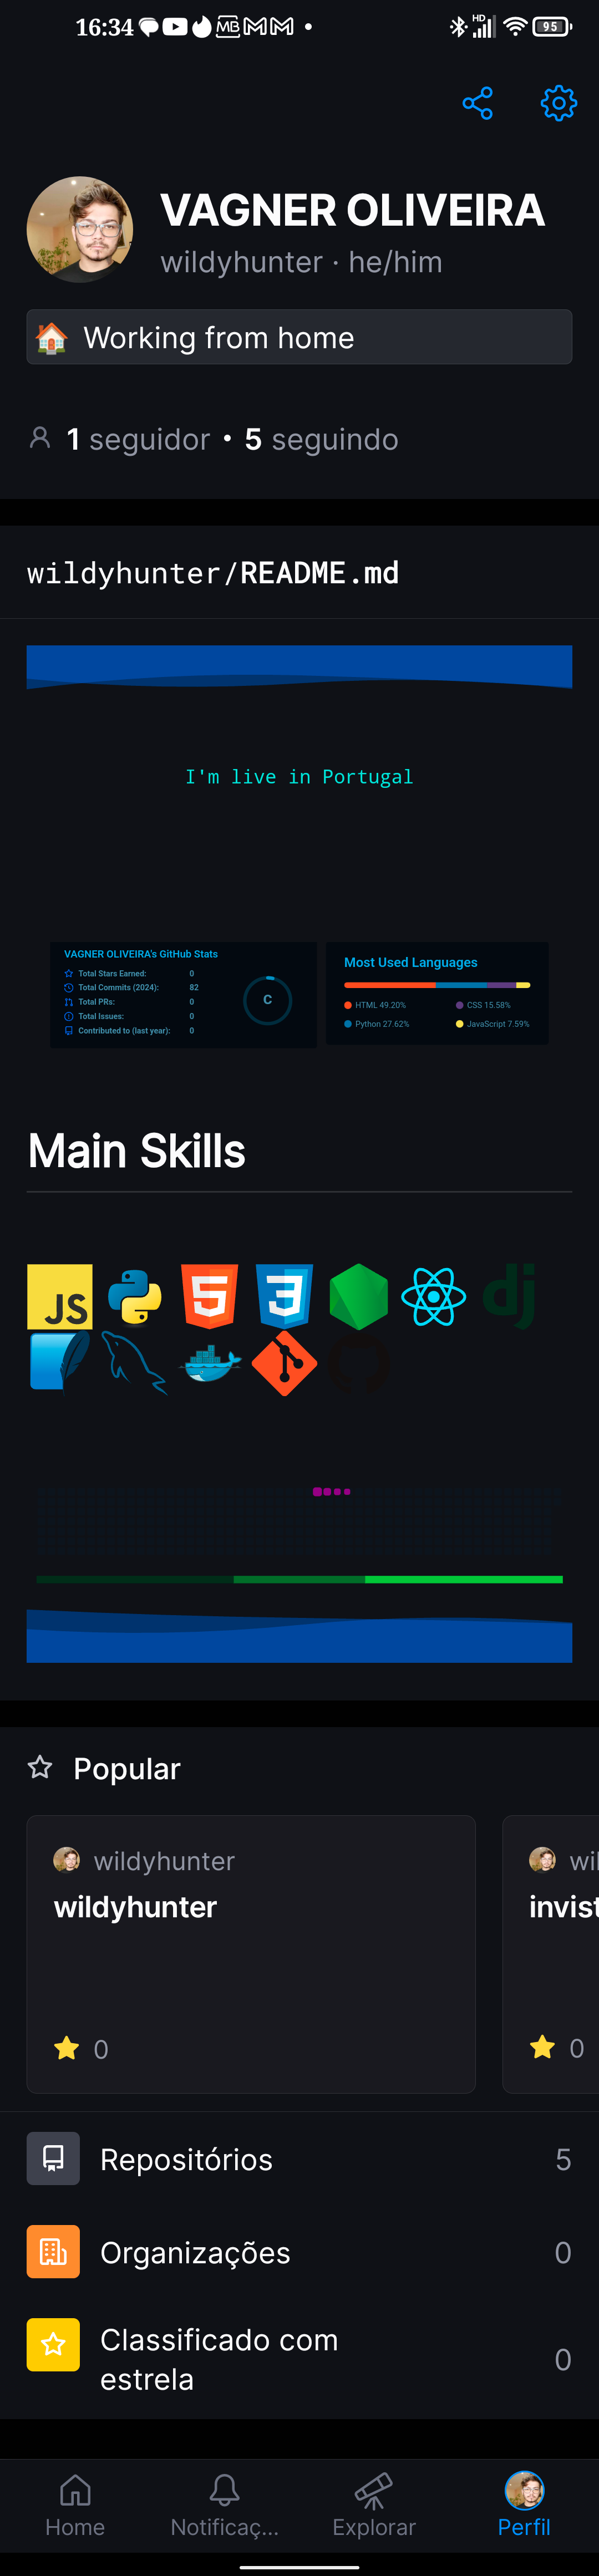 16:34
MB
HD
95
VAGNER OLIVEIRA
wildyhunter · he/him
Working from home
1 seguidor • 5 seguindo
wildyhunter/README.md
I'm live in Portugal
VAGNER OLIVEIRA's GitHub Stats
Total Stars Earned: 0
Total Commits (2024): 82
Total PRs: 0
Total Issues: 0
Contributed to (last year): 0
C
Most Used Languages
HTML 49.20%
CSS 15.58%
Python 27.62%
JavaScript 7.59%
Main Skills
JS
5
3
dj
Popular
wildyhunter
wildyhunter
0
wil
invist
0
Repositórios 5
Organizações 0
Classificado com
estrela
0
Home
Notificaç...
Explorar
Perfil